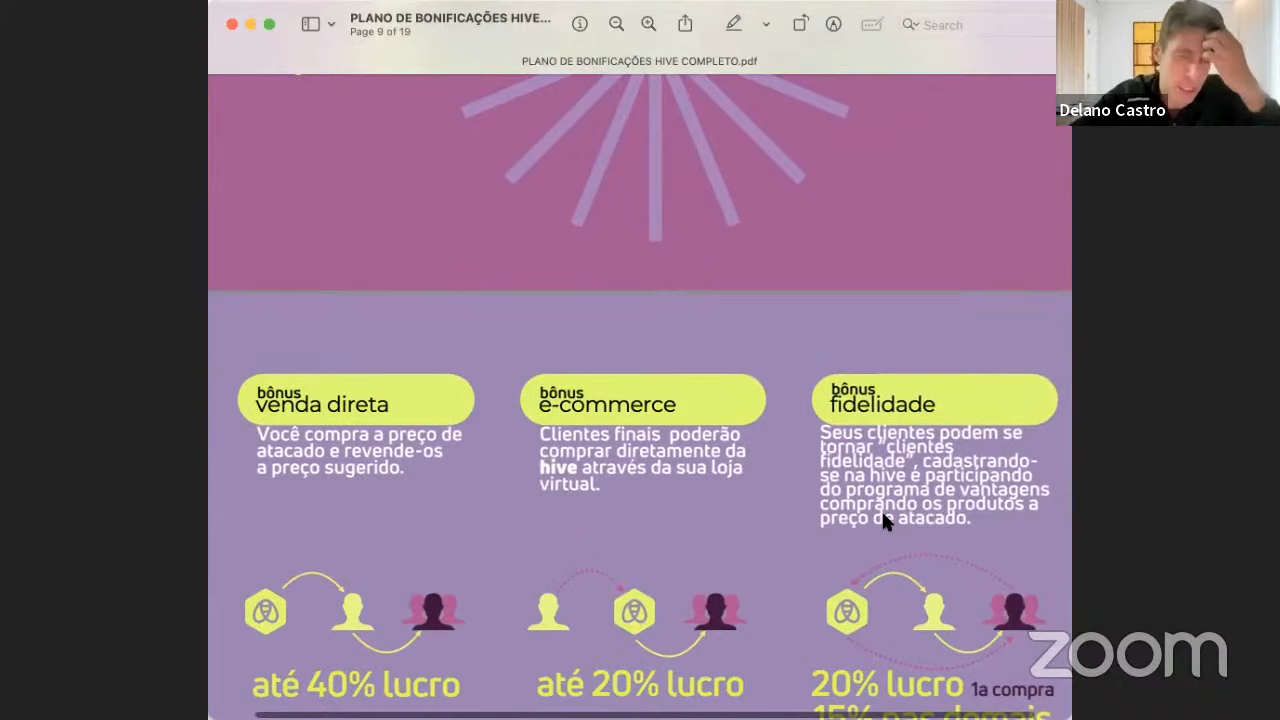 PLANO DE BONIFICAÇÕES HIVE...
Page 9 of 19
Search
PLANO DE BONIFICAÇÕES HIVE COMPLETO.pdf
Delano Castro
bônus
venda direta
Você compra a preço de
atacado e revende-os
a preço sugerido.
até 40% lucro
bônus
e-commerce
Clientes finais poderão
comprar diretamente da
hive através da sua loja
virtual.
até 20% lucro
bônus
fidelidade
Seus clientes podem se
tornar "clientes
fidelidade", cadastrando-
se na hive e participando
do programa de vantagens
comprando os produtos a
preço de atacado.
20% lucro 1a compra
15% nas demais
zoom